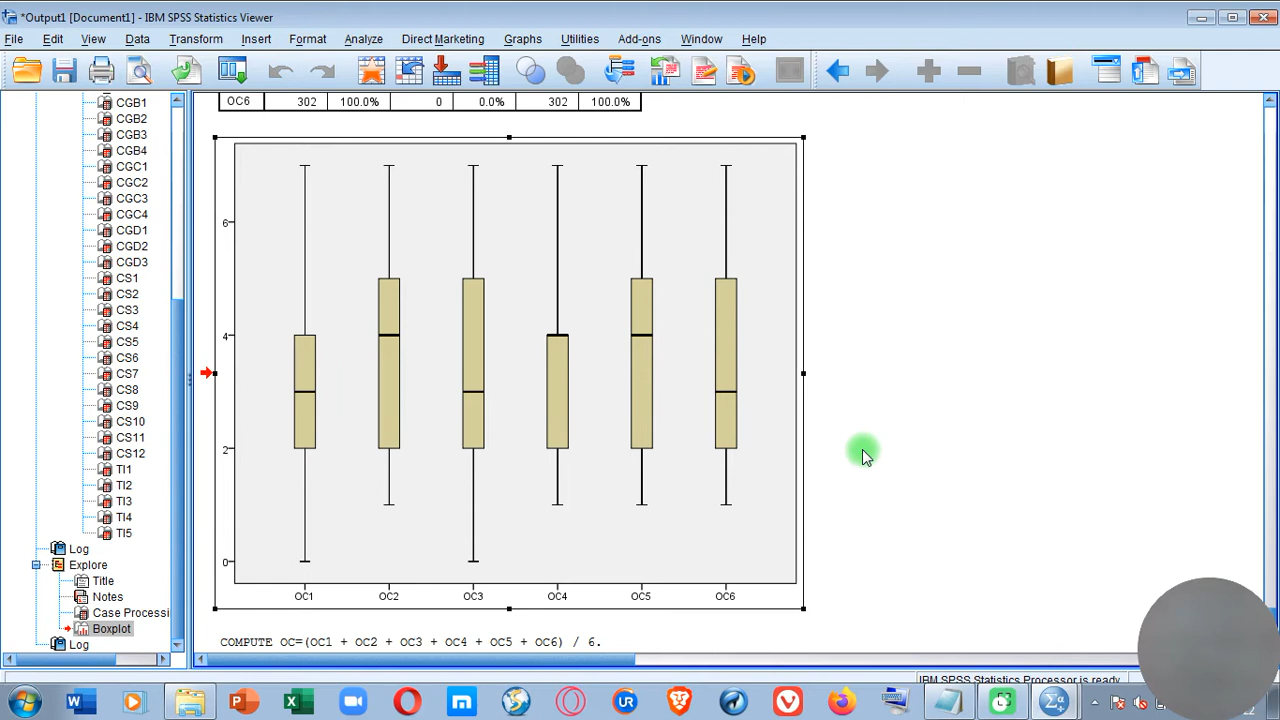 *Output1 [Document1] - IBM SPSS Statistics Viewer
File Edit View Data Transform Insert Format Analyze Direct Marketing Graphs Utilities Add-ons Window Help
CGB1
CGB2
CGB3
CGB4
CGC1
CGC2
CGC3
CGC4
CGD1
CGD2
CGD3
CS1
CS2
CS3
CS4
CS5
CS6
CS7
CS8
CS9
CS10
CS11
CS12
TI1
TI2
TI3
TI4
TI5
Log
Explore
Title
Notes
Case Processi
Boxplot
Log
OC6 302 100.0% 0 0.0% 302 100.0%
6
4
2
0
OC1 OC2 OC3 OC4 OC5 OC6
COMPUTE OC=(OC1 + OC2 + OC3 + OC4 + OC5 + OC6) / 6.
IBM SPSS Statistics Processor is ready